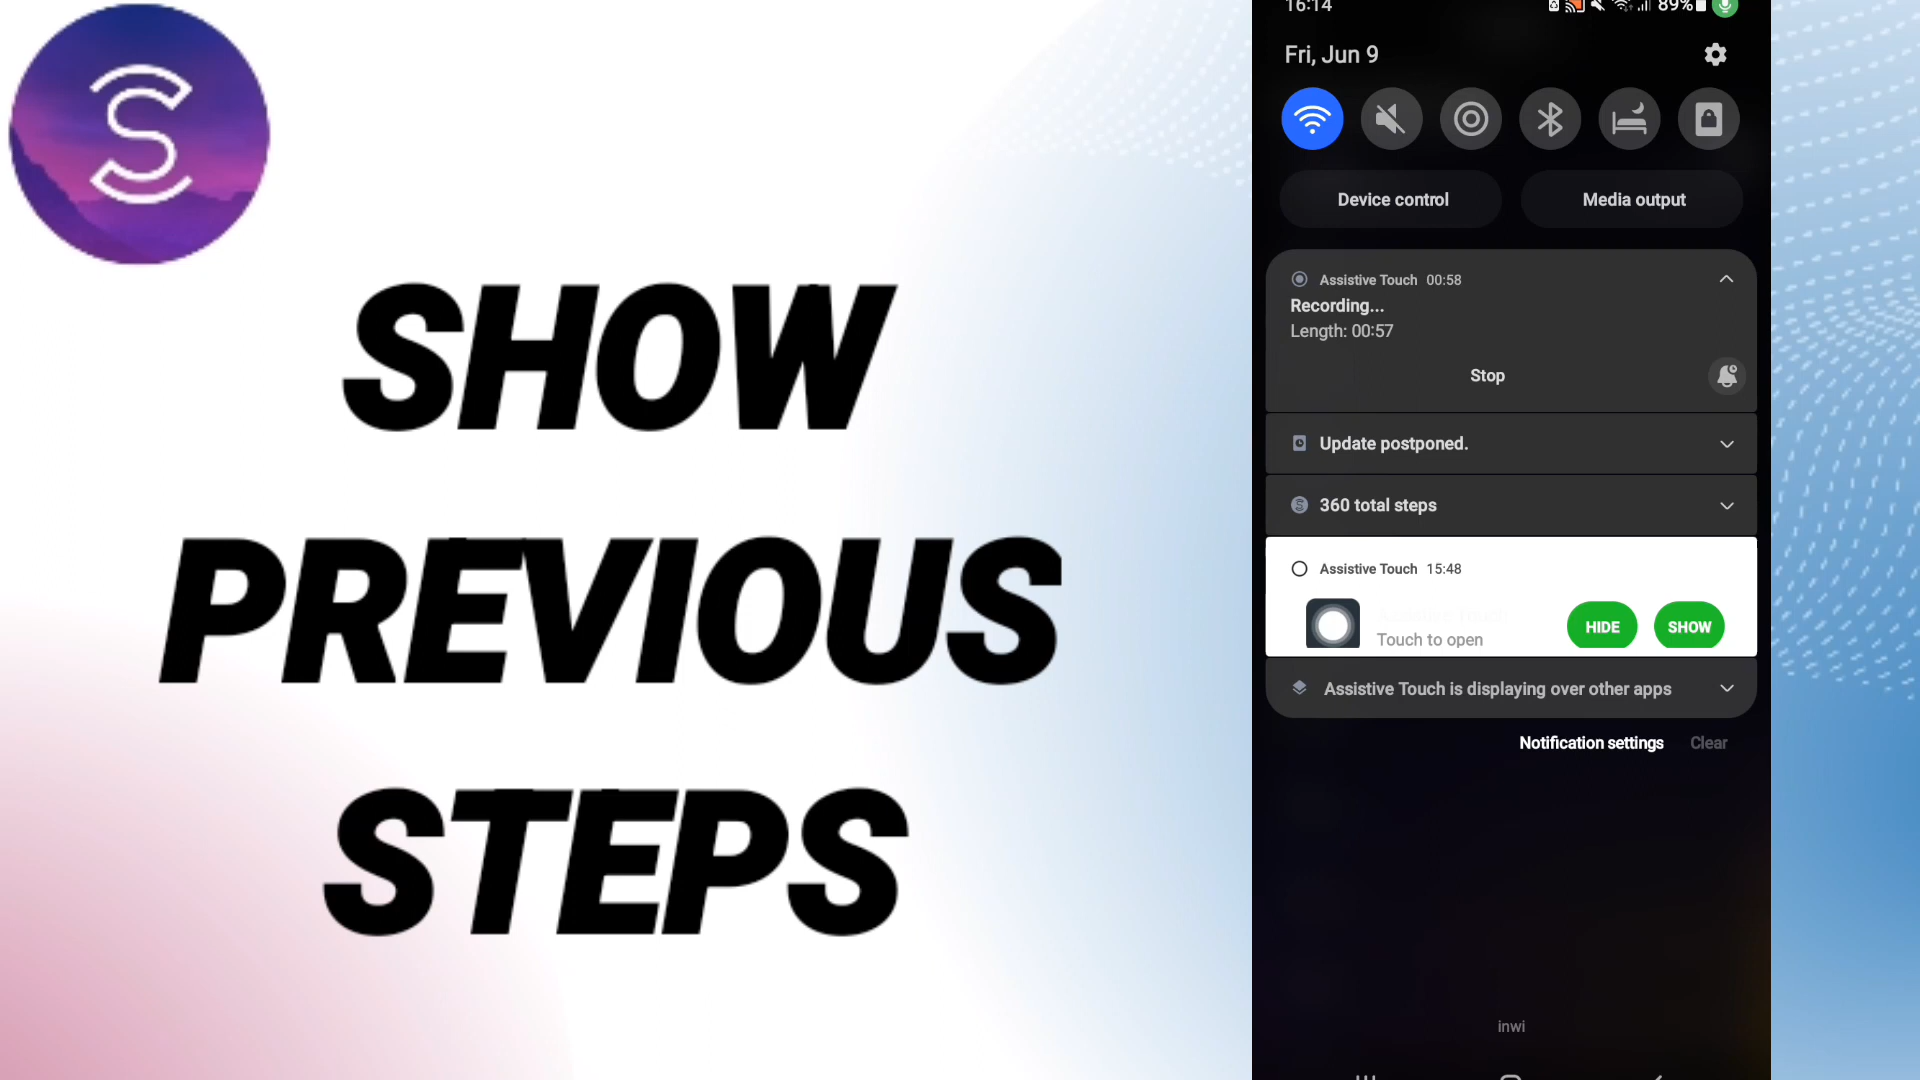 S
SHOW
PREVIOUS
STEPS
16:14
89%
Fri, Jun 9
Device control
Media output
Assistive Touch 00:58
Recording...
Length: 00:57
Stop
Update postponed.
S
360 total steps
Assistive Touch 15:48
Assistive Touch
Touch to open
HIDE
SHOW
Assistive Touch is displaying over other apps
Notification settings
Clear
inwi